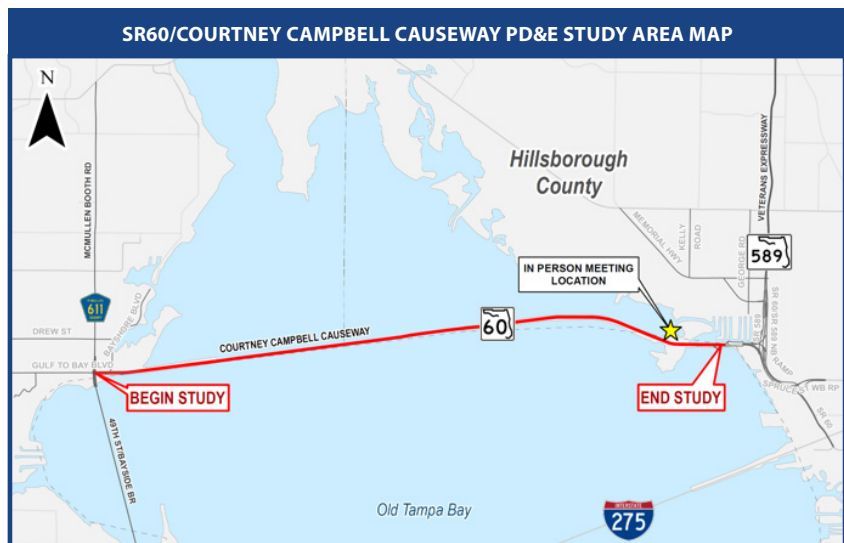 SR60/COURTNEY CAMPBELL CAUSEWAY PD&E STUDY AREA MAP
N
MCMULLEN BOOTH RD
Hillsborough
County
VETERANS EXPRESSWAY
MEMORIAL HWY
KELLY
ROAD
GEORGE RD
589
IN PERSON MEETING
LOCATION
611
BAYSHORE BLVD
60
SR 589
SR 60/SR 589 NB
RAMP
DREW ST
COURTNEY CAMPBELL CAUSEWAY
GULF TO BAY BLVD
BEGIN STUDY
END STUDY
SPRUCE ST WB RP
SR 60
49TH ST/BAYSIDE BR
Old Tampa Bay
INTERSTATE
275